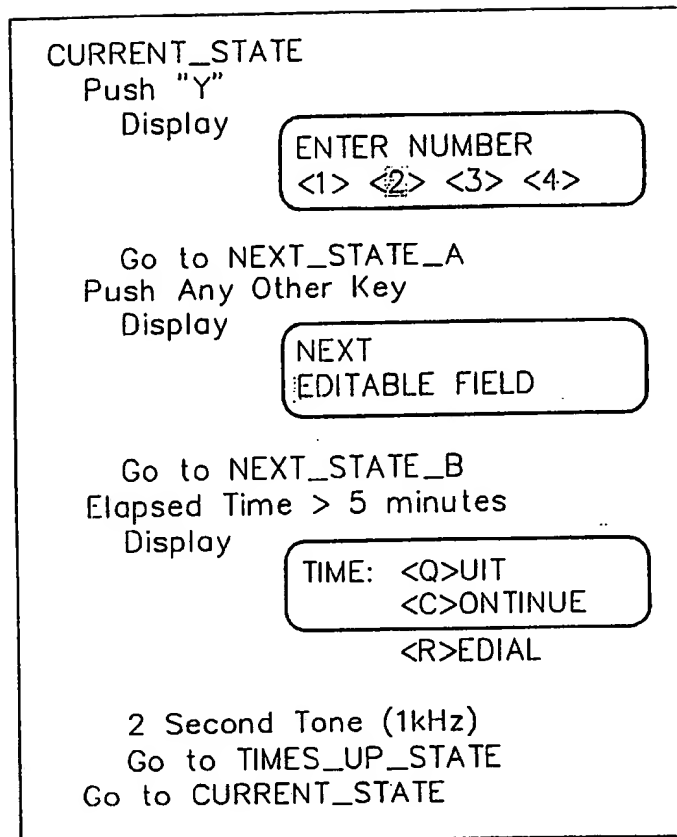 CURRENT_STATE
Push "Y"
Display
ENTER NUMBER
<1> <2> <3> <4>
Go to NEXT_STATE_A
Push Any Other Key
Display
NEXT
EDITABLE FIELD
Go to NEXT_STATE_B
Elapsed Time > 5 minutes
Display
TIME: <Q>UIT
<C>ONTINUE
<R>EDIAL
2 Second Tone (1kHz)
Go to TIMES_UP_STATE
Go to CURRENT_STATE